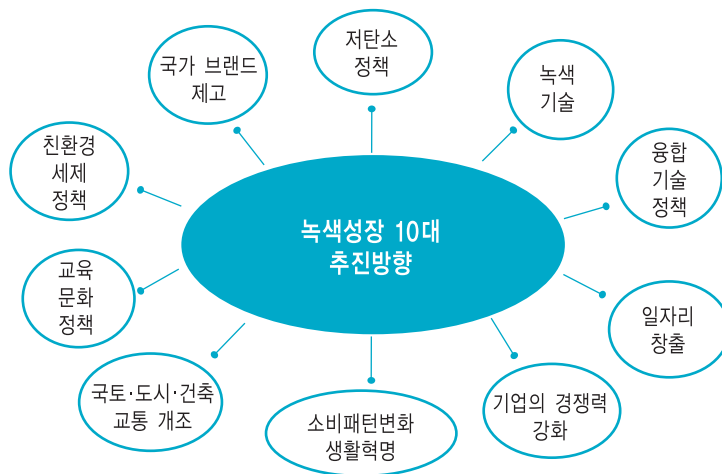 저탄소
정책
국가 브랜드
제고
녹색
기술
친환경
세제
정책
융합
기술
정책
녹색성장 10대
추진방향
교육
문화
정책
일자리
창출
국토·도시·건축
교통 개조
소비패턴변화
생활혁명
기업의 경쟁력
강화